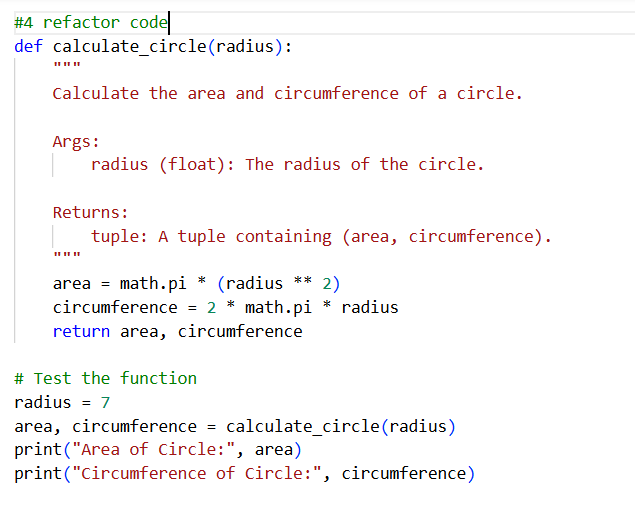 #4 refactor code
def calculate_circle(radius):
    """
    Calculate the area and circumference of a circle.

    Args:
        radius (float): The radius of the circle.

    Returns:
        tuple: A tuple containing (area, circumference).
    """
    area = math.pi * (radius ** 2)
    circumference = 2 * math.pi * radius
    return area, circumference

# Test the function
radius = 7
area, circumference = calculate_circle(radius)
print("Area of Circle:", area)
print("Circumference of Circle:", circumference)